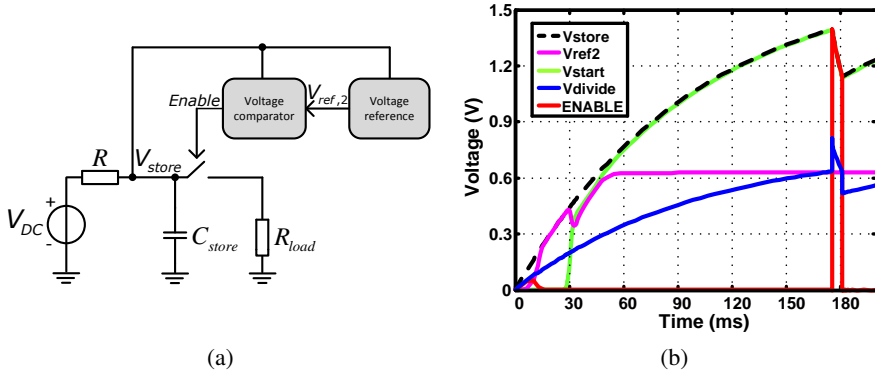 Enable
Voltage
comparator
V_ref,2
Voltage
reference
R
V_store
+
V_DC
-
C_store
R_load
(a)
Vstore
Vref2
Vstart
Vdivide
ENABLE
1.5
1.2
0.9
0.6
0.3
0
Voltage (V)
0 30 60 90 120 150 180
Time (ms)
(b)